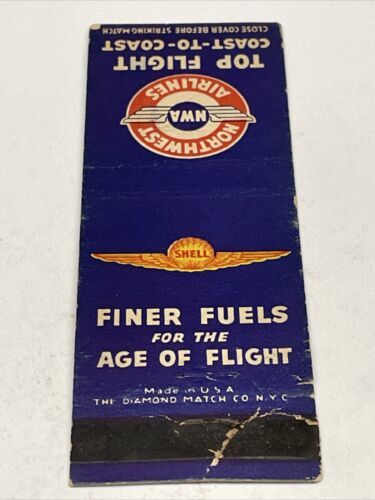 CLOSE COVER BEFORE STRIKING MATCH
COAST-TO-COAST
TOP FLIGHT
NORTHWEST
NWA
AIRLINES
SHELL
FINER FUELS
FOR THE
AGE OF FLIGHT
Made in U S A
THE DIAMOND MATCH CO N.Y.C